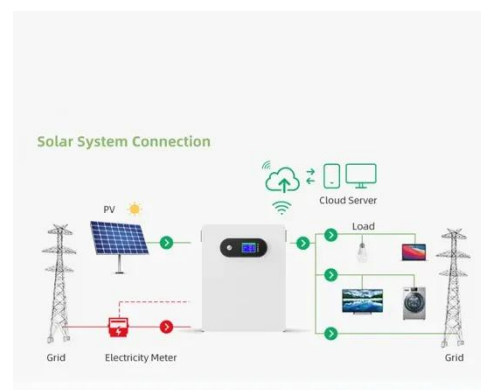 Solar System Connection
Cloud Server
PV
Load
Grid
Electricity Meter
Grid